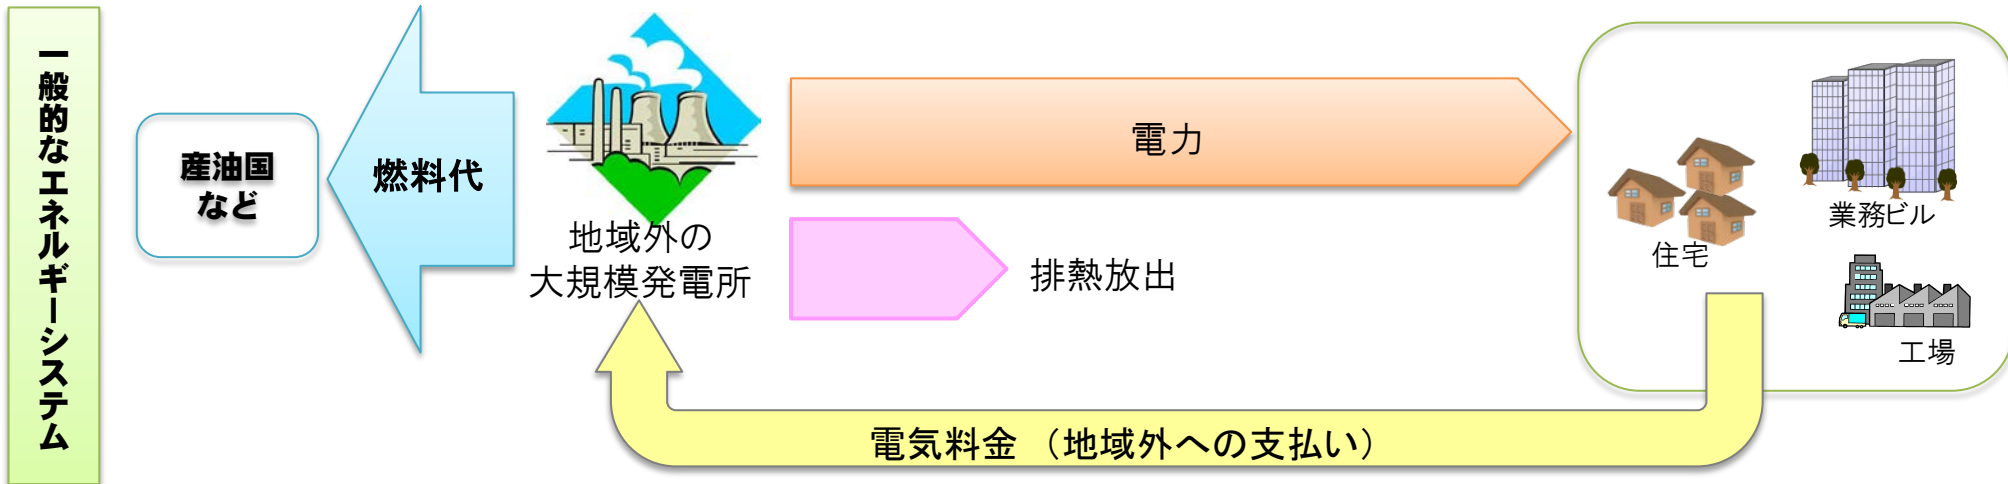 一般的なエネルギーシステム
産油国
など
燃料代
地域外の
大規模発電所
電力
排熱放出
業務ビル
住宅
工場
電気料金 （地域外への支払い）